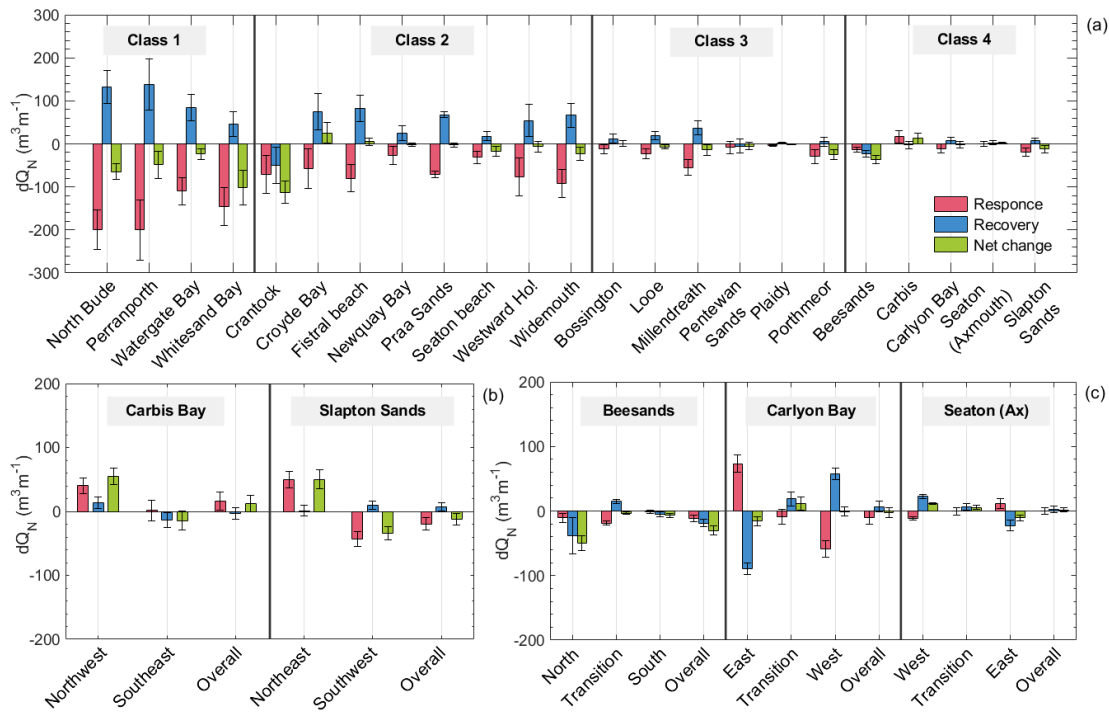 (a)
Class 1
Class 2
Class 3
Class 4
300
200
100
0
-100
-200
-300
dQN (m3m-1)
Responce
Recovery
Net change
North Bude
Perranporth
Watergate Bay
Whitesand Bay
Crantock
Croyde Bay
Fistral beach
Newquay Bay
Praa Sands
Seaton beach
Westward Ho!
Widemouth
Bossington
Looe
Millendreath
Pentewan
Sands
Plaidy
Porthmeor
Beesands
Carbis
Carlyon Bay
Seaton
(Axmouth)
Slapton
Sands
(b)
Carbis Bay
Slapton Sands
200
100
0
-100
-200
dQN (m3m-1)
Northwest
Southeast
Overall
Northeast
Southwest
Overall
(c)
Beesands
Carlyon Bay
Seaton (Ax)
200
100
0
-100
-200
dQN (m3m-1)
North
Transition
South
Overall
East
Transition
West
Overall
West
Transition
East
Overall